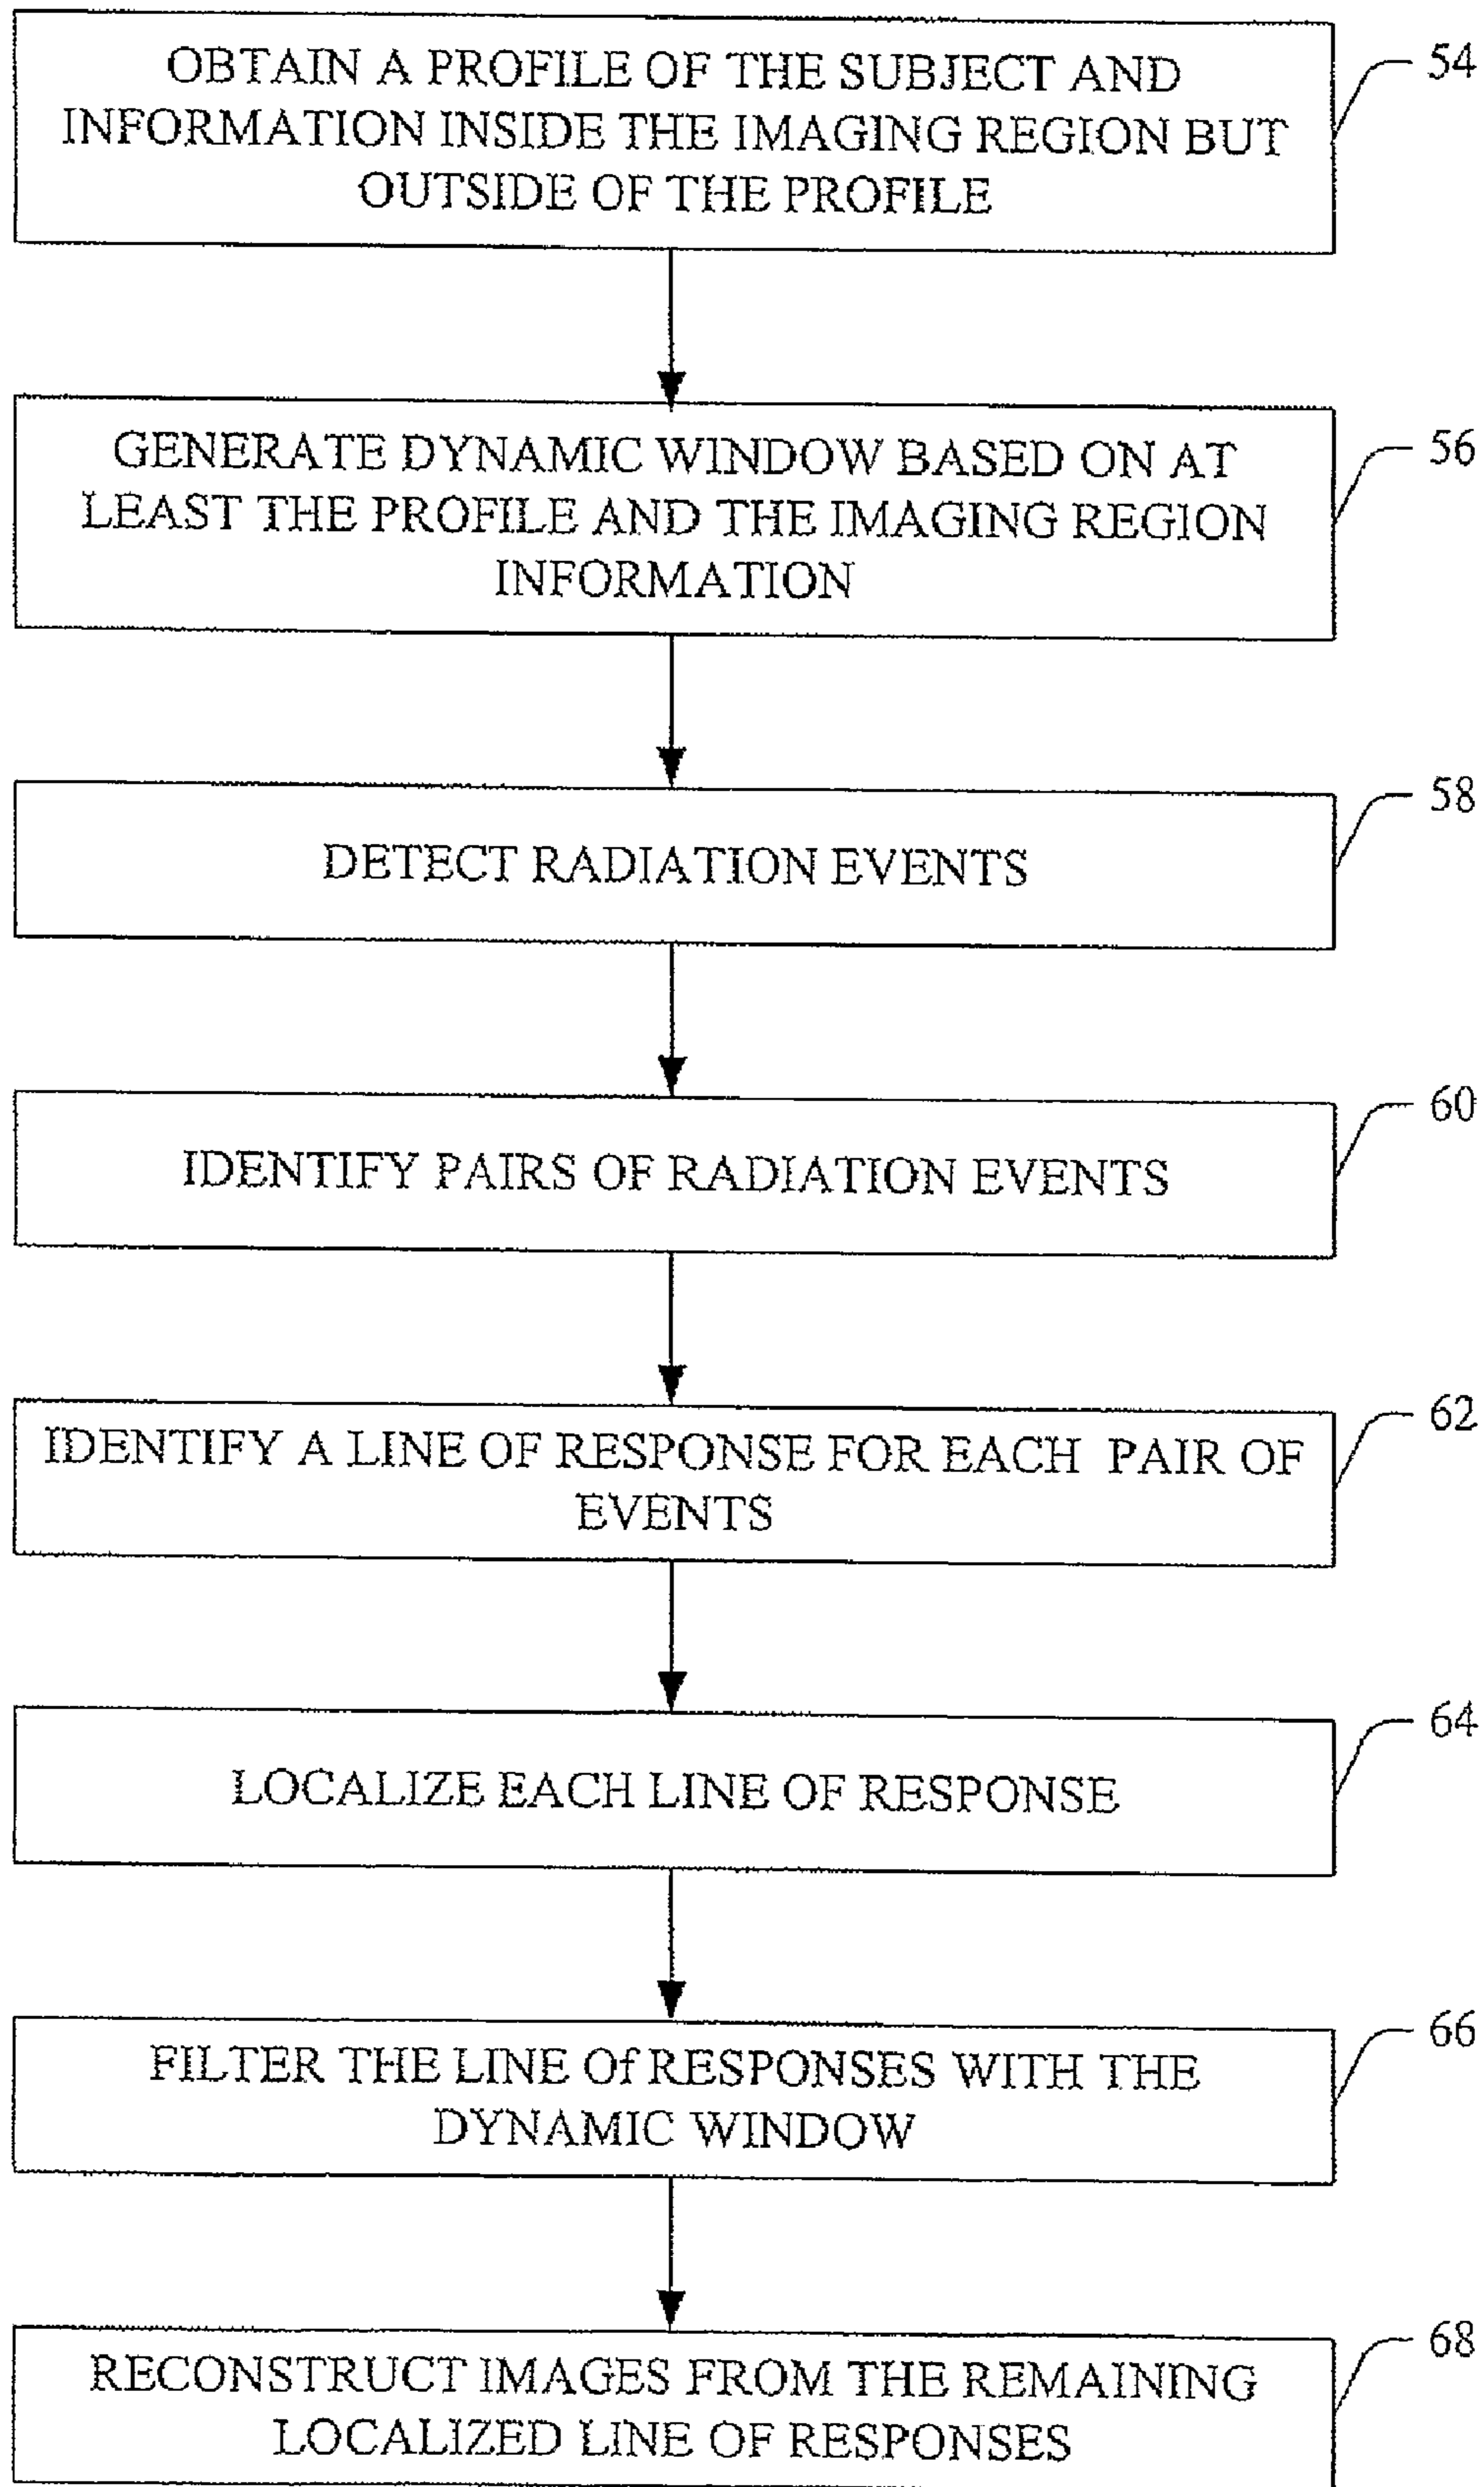 OBTAIN A PROFILE OF THE SUBJECT AND
INFORMATION INSIDE THE IMAGING REGION BUT
OUTSIDE OF THE PROFILE
54
GENERATE DYNAMIC WINDOW BASED ON AT
LEAST THE PROFILE AND THE IMAGING REGION
INFORMATION
56
DETECT RADIATION EVENTS
58
IDENTIFY PAIRS OF RADIATION EVENTS
60
IDENTIFY A LINE OF RESPONSE FOR EACH PAIR OF
EVENTS
62
LOCALIZE EACH LINE OF RESPONSE
64
FILTER THE LINE Of RESPONSES WITH THE
DYNAMIC WINDOW
66
RECONSTRUCT IMAGES FROM THE REMAINING
LOCALIZED LINE OF RESPONSES
68